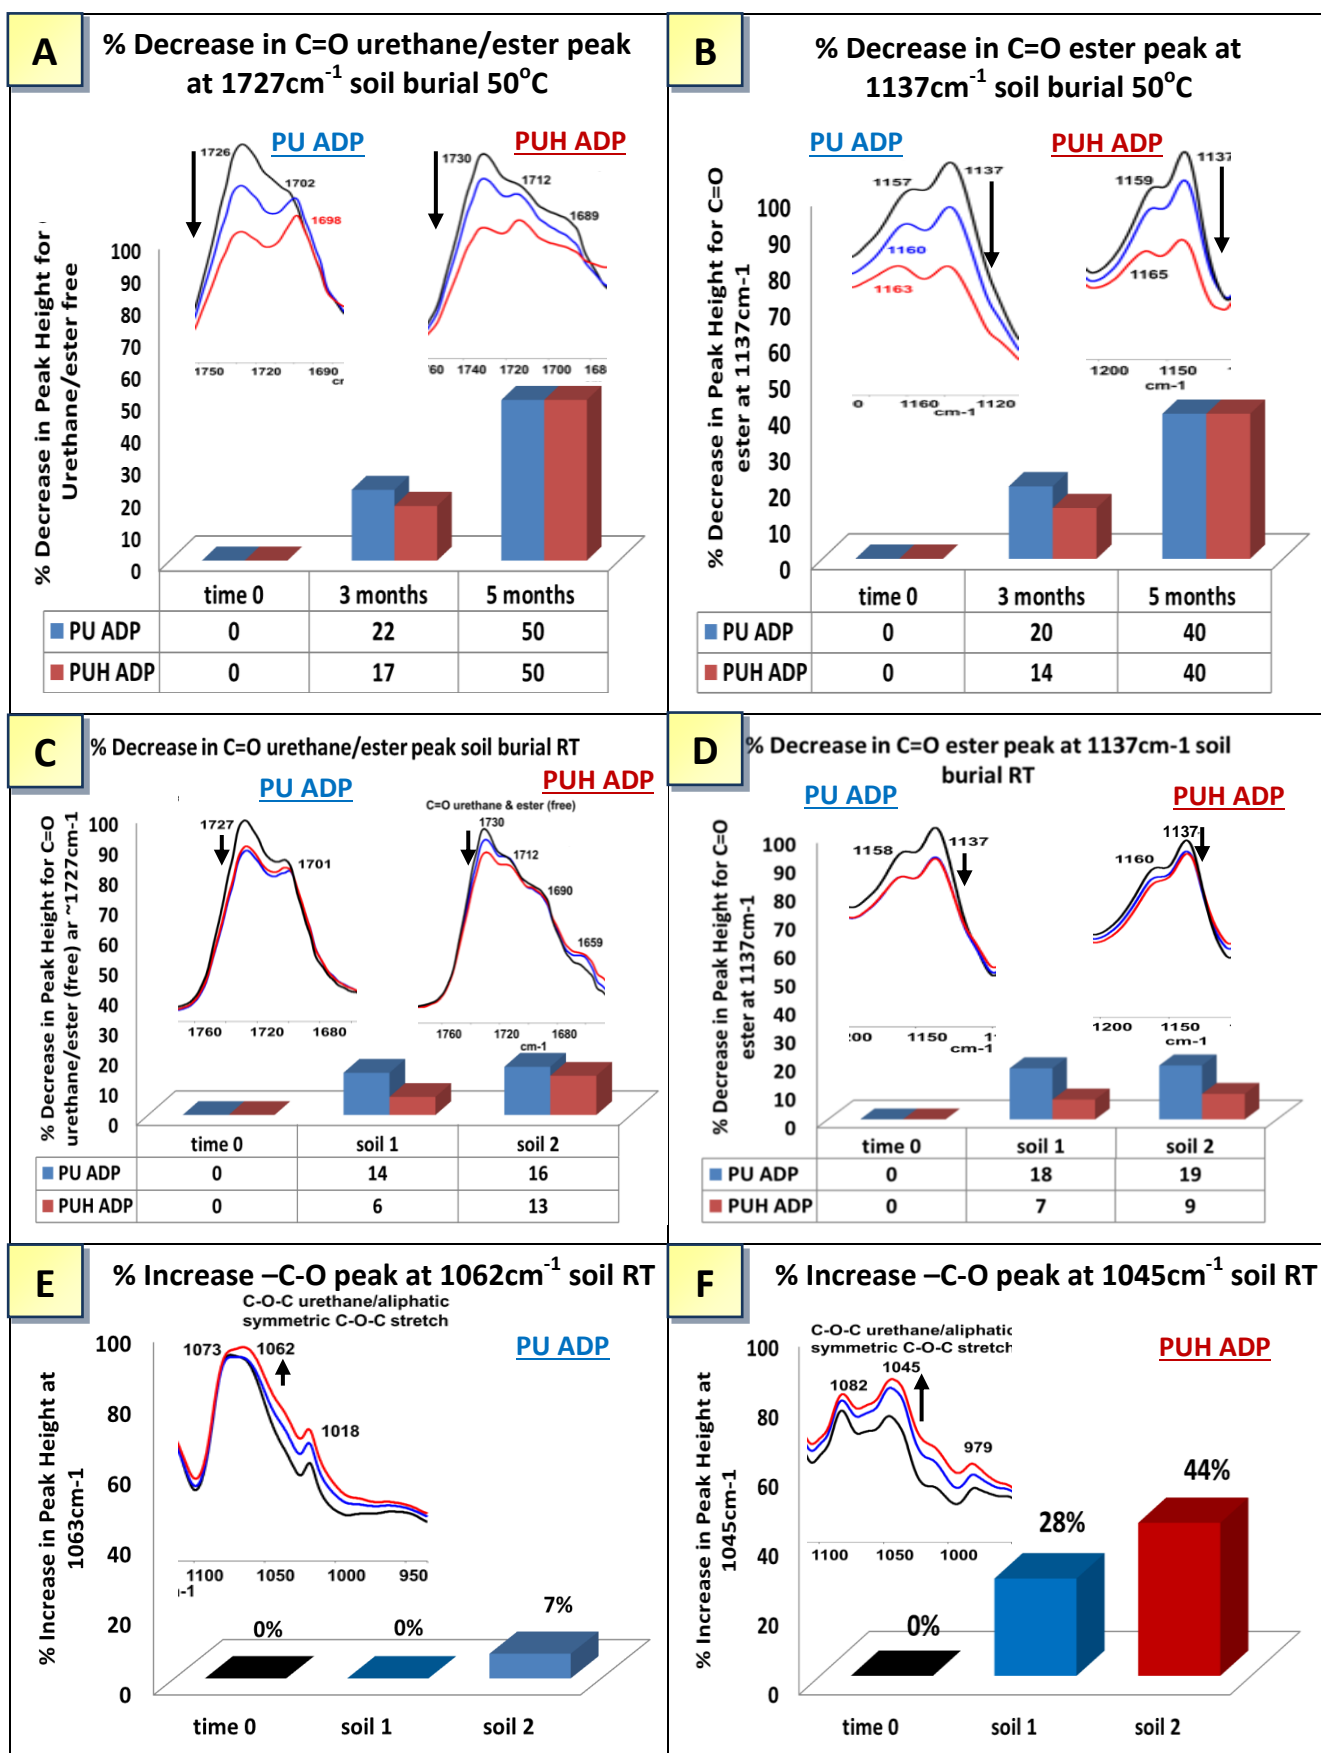 A
% Decrease in C=O urethane/ester peak
at 1727cm-1 soil burial 50oC
PU ADP
PUH ADP
% Decrease in Peak Height for
Urethane/ester free
100
90
80
70
60
50
40
30
20
10
0
1726
1702
1698
1750
1720
1690
1730
1712
1689
1740
1720
1700
time 0
3 months
5 months
PU ADP
0
22
50
PUH ADP
0
17
50
B
% Decrease in C=O ester peak at
1137cm-1 soil burial 50oC
PU ADP
PUH ADP
% Decrease in Peak Height for C=O
ester at 1137cm-1
100
90
80
70
60
50
40
30
20
10
0
1157
1137
1160
1163
0
1160
1120
cm-1
1159
1137
1165
1200
1150
cm-1
time 0
3 months
5 months
PU ADP
0
20
40
PUH ADP
0
14
40
C
% Decrease in C=O urethane/ester peak soil burial RT
PU ADP
PUH ADP
C=O urethane & ester (free)
% Decrease in Peak Height for C=O
urethane/ester (free) ar ~1727cm-1
100
90
80
70
60
50
40
30
20
10
0
1727
1701
1760
1720
1680
1730
1712
1690
1659
1760
1720
1680
cm-1
time 0
soil 1
soil 2
PU ADP
0
14
16
PUH ADP
0
6
13
D
% Decrease in C=O ester peak at 1137cm-1 soil
burial RT
PU ADP
PUH ADP
% Decrease in Peak Height for C=O
ester at 1137cm-1
100
90
80
70
60
50
40
30
20
10
0
1158
1137
1150
cm-1
1160
1137
1200
1150
cm-1
time 0
soil 1
soil 2
PU ADP
0
18
19
PUH ADP
0
7
9
E
% Increase –C-O peak at 1062cm-1 soil RT
C-O-C urethane/aliphatic
symmetric C-O-C stretch
PU ADP
% Increase in Peak Height at
1063cm-1
100
80
60
40
20
0
1073
1062
1018
1100
1050
1000
950
0%
0%
7%
time 0
soil 1
soil 2
F
% Increase –C-O peak at 1045cm-1 soil RT
C-O-C urethane/aliphatic
symmetric C-O-C stretch
PUH ADP
% Increase in Peak Height at
1045cm-1
100
80
60
40
20
0
1082
1045
979
1100
1050
1000
0%
28%
44%
time 0
soil 1
soil 2